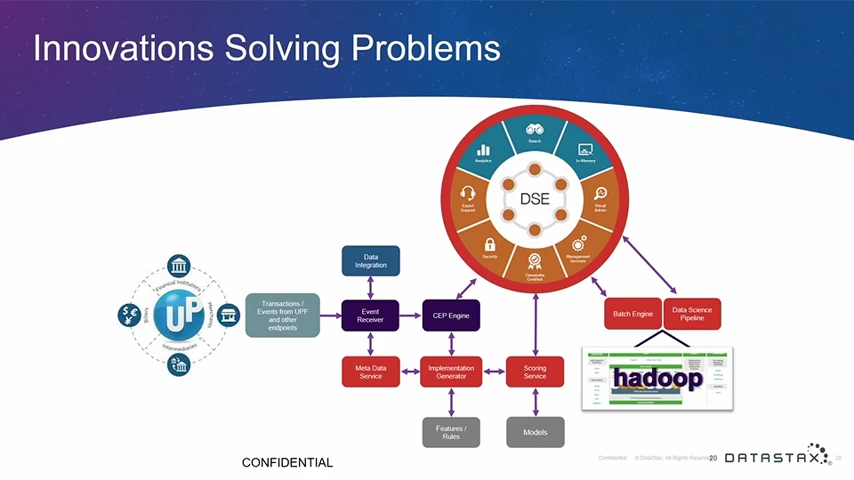 Innovations Solving Problems
Search
Analytics
In-Memory
Expert
Support
DSE
Visual
Admin
Security
Management
Services
Cassandra
Certified
Financial Institutions
Billers
UP
Merchants
Intermediaries
Transactions /
Events from UPF
and other
endpoints
Data
Integration
Event
Receiver
CEP Engine
Meta Data
Service
Implementation
Generator
Scoring
Service
Features /
Rules
Models
Batch Engine
Data Science
Pipeline
hadoop
CONFIDENTIAL
Confidential © DataStax, All Rights Reserved 20
DATASTAX